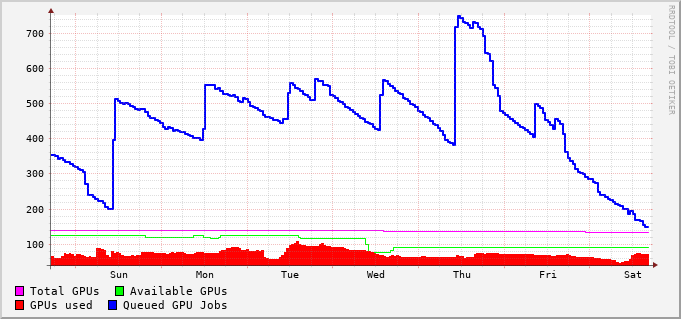 700
600
500
400
300
200
100
Sun Mon Tue Wed Thu Fri Sat
Total GPUs Available GPUs
GPUs used Queued GPU Jobs
RRDTOOL / TOBI OETIKER